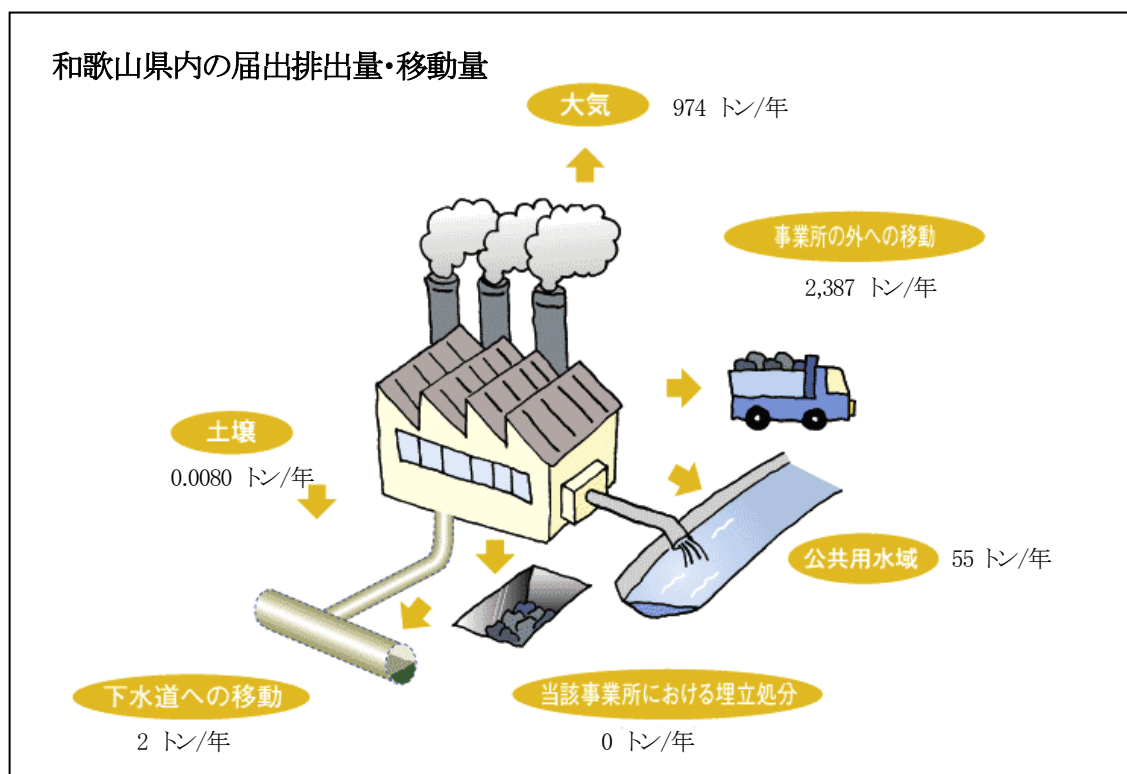 和歌山県内の届出排出量・移動量
大気
974 トン/年
事業所の外への移動
2,387 トン/年
土壌
0.0080 トン/年
公共用水域
55 トン/年
下水道への移動
2 トン/年
当該事業所における埋立処分
0 トン/年